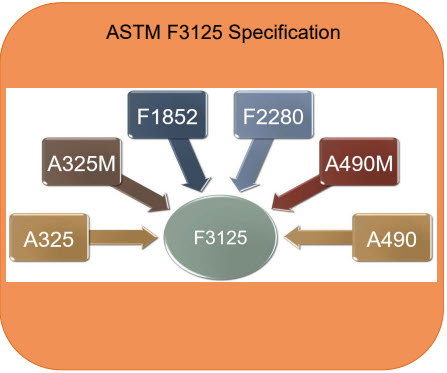 ASTM F3125 Specification
F1852
F2280
A325M
A490M
A325
F3125
A490